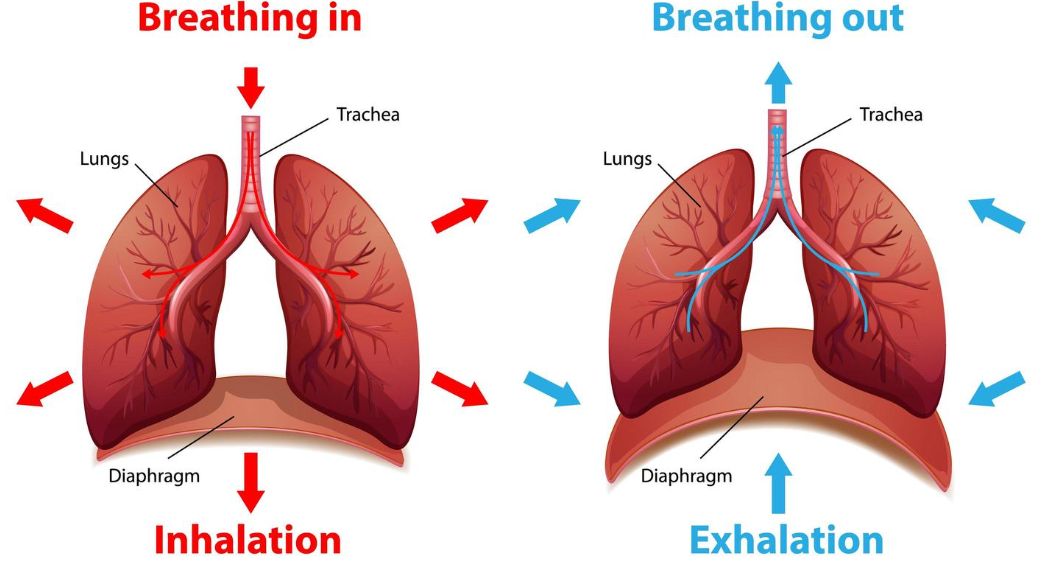 Breathing in
Trachea
Lungs
Diaphragm
Inhalation
Breathing out
Trachea
Lungs
Diaphragm
Exhalation